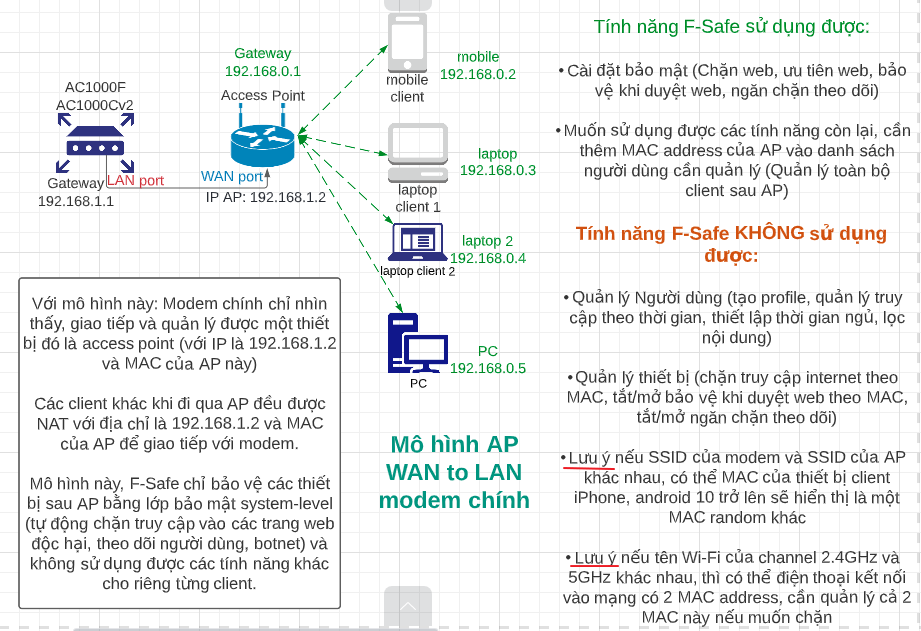 AC1000F
AC1000Cv2
Gateway
192.168.1.1
LAN port
Gateway
192.168.0.1
Access Point
WAN port
IP AP: 192.168.1.2
mobile
192.168.0.2
mobile
client
laptop
192.168.0.3
laptop
client 1
laptop 2
192.168.0.4
laptop client 2
PC
192.168.0.5
PC
Với mô hình này: Modem chính chỉ nhìn
thấy, giao tiếp và quản lý được một thiết
bị đó là access point (với IP là 192.168.1.2
và MAC của AP này)
Các client khác khi đi qua AP đều được
NAT với địa chỉ là 192.168.1.2 và MAC
của AP để giao tiếp với modem.
Mô hình này, F-Safe chỉ bảo vệ các thiết
bị sau AP bằng lớp bảo mật system-level
(tự động chặn truy cập vào các trang web
độc hại, theo dõi người dùng, botnet) và
không sử dụng được các tính năng khác
cho riêng từng client.
Mô hình AP
WAN to LAN
modem chính
Tính năng F-Safe sử dụng được:
• Cài đặt bảo mật (Chặn web, ưu tiên web, bảo
vệ khi duyệt web, ngăn chặn theo dõi)
• Muốn sử dụng được các tính năng còn lại, cần
thêm MAC address của AP vào danh sách
người dùng cần quản lý (Quản lý toàn bộ
client sau AP)
Tính năng F-Safe KHÔNG sử dụng
được:
• Quản lý Người dùng (tạo profile, quản lý truy
cập theo thời gian, thiết lập thời gian ngủ, lọc
nội dung)
• Quản lý thiết bị (chặn truy cập internet theo
MAC, tắt/mở bảo vệ khi duyệt web theo MAC,
tắt/mở ngăn chặn theo dõi)
• Lưu ý nếu SSID của modem và SSID của AP
khác nhau, có thể MAC của thiết bị client
iPhone, android 10 trở lên sẽ hiển thị là một
MAC random khác
• Lưu ý nếu tên Wi-Fi của channel 2.4GHz và
5GHz khác nhau, thì có thể điện thoại kết nối
vào mạng có 2 MAC address, cần quản lý cả 2
MAC này nếu muốn chặn